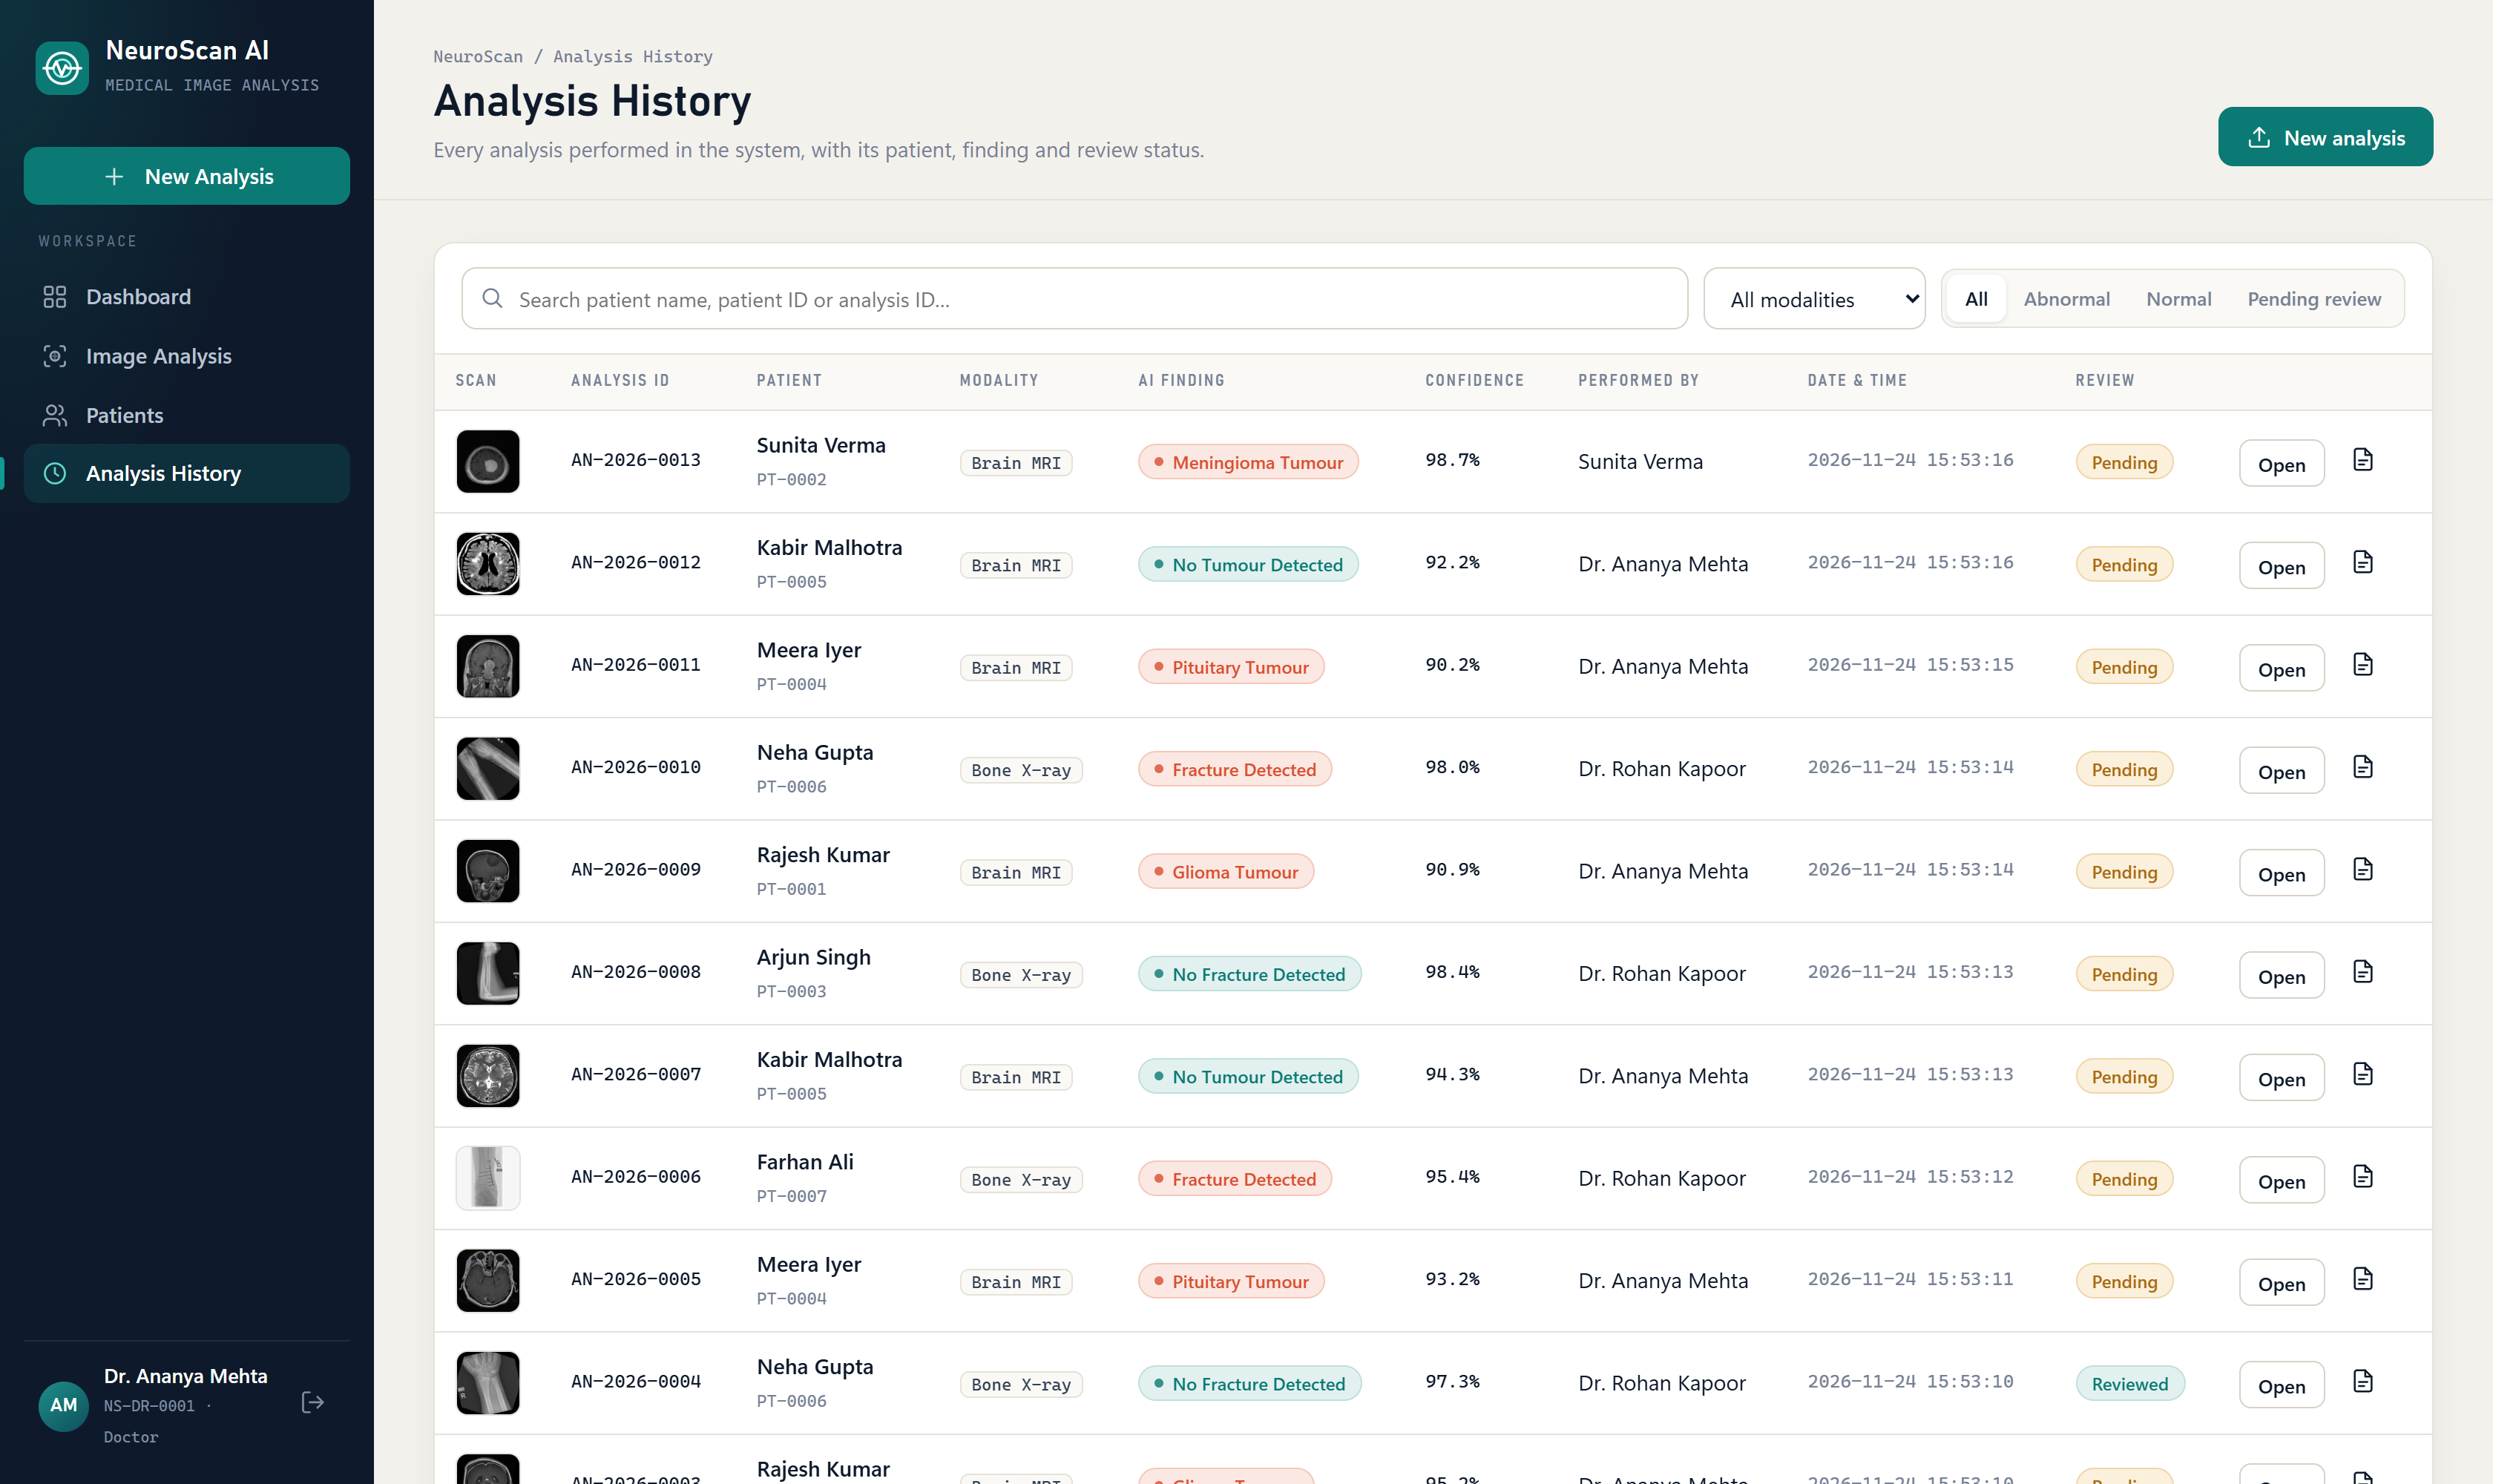 NeuroScan AI
MEDICAL IMAGE ANALYSIS
New Analysis
WORKSPACE
Dashboard
Image Analysis
Patients
Analysis History
Dr. Ananya Mehta
AM
NS-DR-0001 ·
Doctor
NeuroScan / Analysis History
Analysis History
Every analysis performed in the system, with its patient, finding and review status.
New analysis
Search patient name, patient ID or analysis ID...
All modalities
All Abnormal Normal Pending review
SCAN ANALYSIS ID PATIENT MODALITY AI FINDING CONFIDENCE PERFORMED BY DATE & TIME REVIEW
AN-2026-0013 Sunita Verma Brain MRI Meningioma Tumour 98.7% Sunita Verma 2026-11-24 15:53:16 Pending Open
PT-0002
AN-2026-0012 Kabir Malhotra Brain MRI No Tumour Detected 92.2% Dr. Ananya Mehta 2026-11-24 15:53:16 Pending Open
PT-0005
AN-2026-0011 Meera Iyer Brain MRI Pituitary Tumour 90.2% Dr. Ananya Mehta 2026-11-24 15:53:15 Pending Open
PT-0004
AN-2026-0010 Neha Gupta Bone X-ray Fracture Detected 98.0% Dr. Rohan Kapoor 2026-11-24 15:53:14 Pending Open
PT-0006
AN-2026-0009 Rajesh Kumar Brain MRI Glioma Tumour 90.9% Dr. Ananya Mehta 2026-11-24 15:53:14 Pending Open
PT-0001
AN-2026-0008 Arjun Singh Bone X-ray No Fracture Detected 98.4% Dr. Rohan Kapoor 2026-11-24 15:53:13 Pending Open
PT-0003
AN-2026-0007 Kabir Malhotra Brain MRI No Tumour Detected 94.3% Dr. Ananya Mehta 2026-11-24 15:53:13 Pending Open
PT-0005
AN-2026-0006 Farhan Ali Bone X-ray Fracture Detected 95.4% Dr. Rohan Kapoor 2026-11-24 15:53:12 Pending Open
PT-0007
AN-2026-0005 Meera Iyer Brain MRI Pituitary Tumour 93.2% Dr. Ananya Mehta 2026-11-24 15:53:11 Pending Open
PT-0004
AN-2026-0004 Neha Gupta Bone X-ray No Fracture Detected 97.3% Dr. Rohan Kapoor 2026-11-24 15:53:10 Reviewed Open
PT-0006
Rajesh Kumar